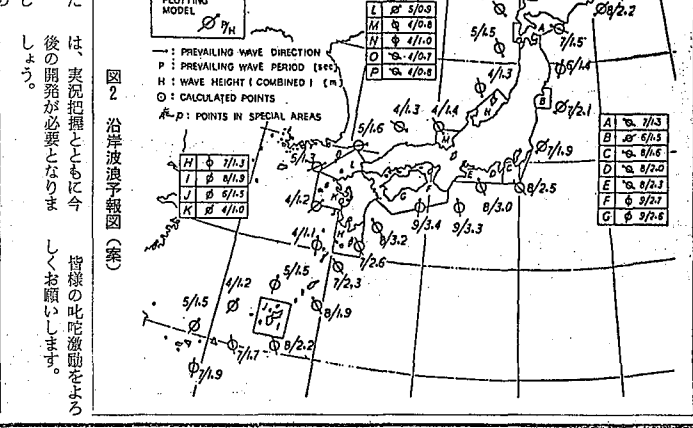 た
し
の
は、実況把握とともに今
後の開発が必要となりま
しょう。
皆様の叱咤激励をよろ
しくお願いします。
図2 沿岸波浪予報図(案)
PLOTTING
MODEL
P/H
→ : PREVAILING WAVE DIRECTION
P : PREVAILING WAVE PERIOD (sec)
H : WAVE HEIGHT (COMBINED) (m)
⊙ : CALCULATED POINTS
A-P : POINTS IN SPECIAL AREAS
L 5/0.9
M 4/0.8
N 4/1.0
O 4/0.7
P 4/0.8
H 7/1.3
I 8/1.9
J 5/1.5
K 4/1.0
A 7/1.3
B 6/1.5
C 8/1.6
D 8/2.0
E 8/2.3
F 9/2.7
G 9/2.6
8/2.2
5/1.5
7/1.5
6/1.4
4/1.3
7/2.1
4/1.3
4/1.4
5/1.6
7/1.9
5/1.3
8/2.5
8/3.0
4/1.2
9/3.4
9/3.3
8/3.2
4/1.1
7/2.6
7/2.3
5/1.5
4/1.2
5/1.5
8/1.9
7/1.7
8/2.2
7/1.9